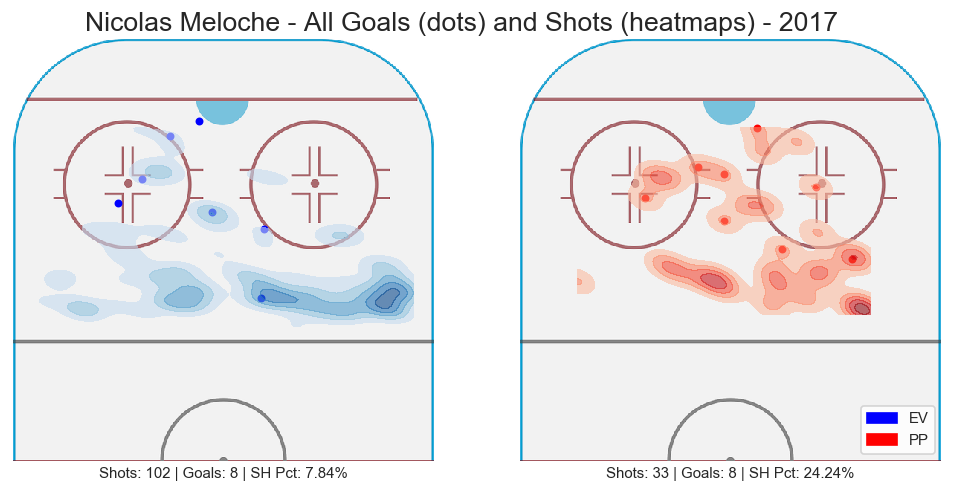 Nicolas Meloche - All Goals (dots) and Shots (heatmaps) - 2017
EV
PP
Shots: 102 | Goals: 8 | SH Pct: 7.84%
Shots: 33 | Goals: 8 | SH Pct: 24.24%